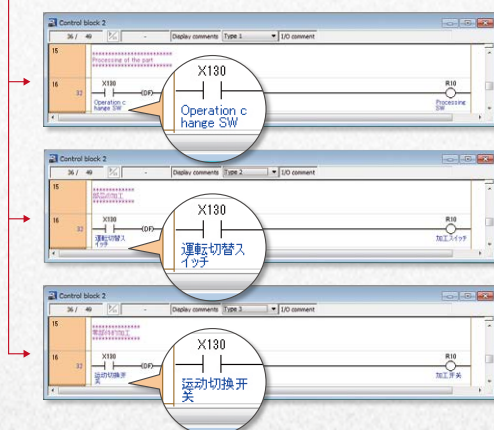 Control block 2
36 / 49 - Display comments Type 1 I/O comment
15
Processing of the part
16
32
X130
(DF)
R10
Operation c
hange SW
Processing
SW
X130
Operation c
hange SW
Control block 2
36 / 49 - Display comments Type 2 I/O comment
15
部品の加工
16
32
X130
(DF)
R10
運転切替ス
イッチ
加工スイッチ
X130
運転切替ス
イッチ
Control block 2
36 / 49 - Display comments Type 3 I/O comment
15
16
32
X130
(DF)
R10
运动切换开
关
加工开关
X130
运动切换开
关